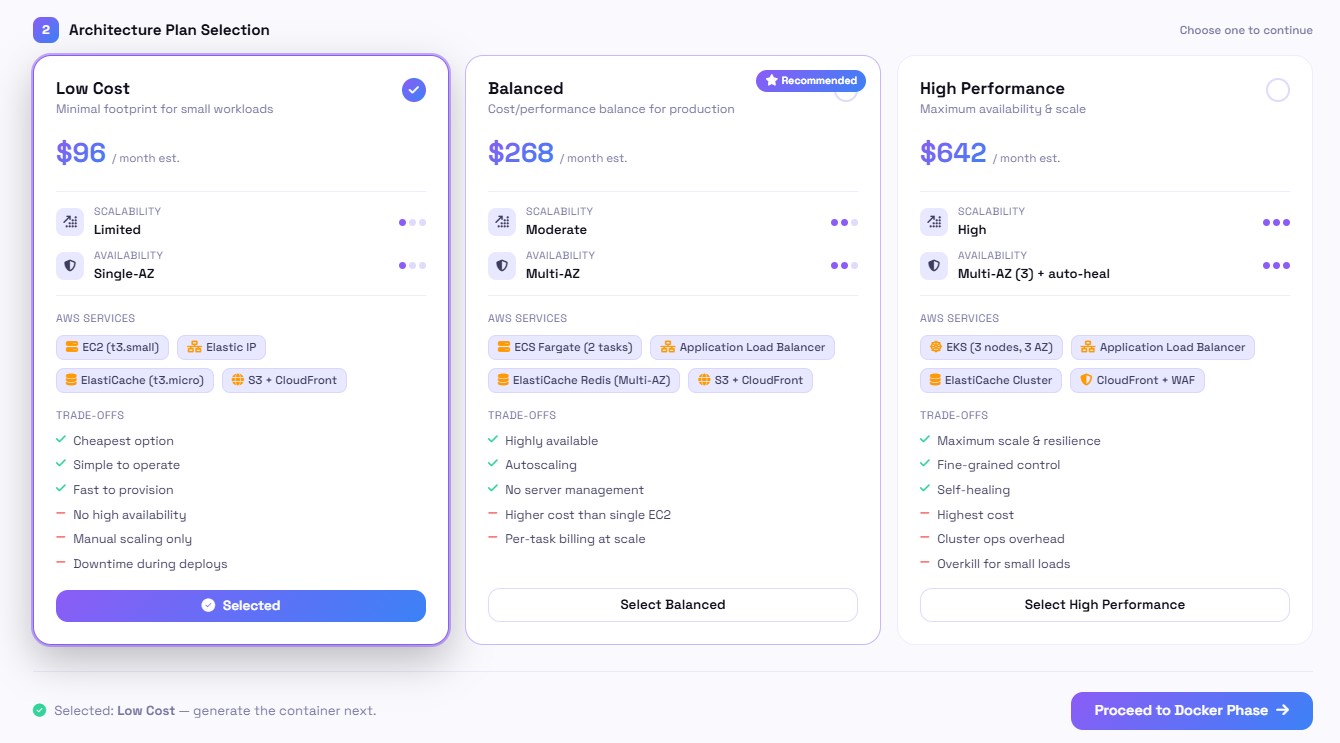 2 Architecture Plan Selection
Choose one to continue
Low Cost
Minimal footprint for small workloads
$96 / month est.
SCALABILITY
Limited
AVAILABILITY
Single-AZ
AWS SERVICES
EC2 (t3.small) Elastic IP
ElastiCache (t3.micro) S3 + CloudFront
TRADE-OFFS
Cheapest option
Simple to operate
Fast to provision
No high availability
Manual scaling only
Downtime during deploys
Selected
Recommended
Balanced
Cost/performance balance for production
$268 / month est.
SCALABILITY
Moderate
AVAILABILITY
Multi-AZ
AWS SERVICES
ECS Fargate (2 tasks) Application Load Balancer
ElastiCache Redis (Multi-AZ) S3 + CloudFront
TRADE-OFFS
Highly available
Autoscaling
No server management
Higher cost than single EC2
Per-task billing at scale
Select Balanced
High Performance
Maximum availability & scale
$642 / month est.
SCALABILITY
High
AVAILABILITY
Multi-AZ (3) + auto-heal
AWS SERVICES
EKS (3 nodes, 3 AZ) Application Load Balancer
ElastiCache Cluster CloudFront + WAF
TRADE-OFFS
Maximum scale & resilience
Fine-grained control
Self-healing
Highest cost
Cluster ops overhead
Overkill for small loads
Select High Performance
Selected: Low Cost — generate the container next.
Proceed to Docker Phase →